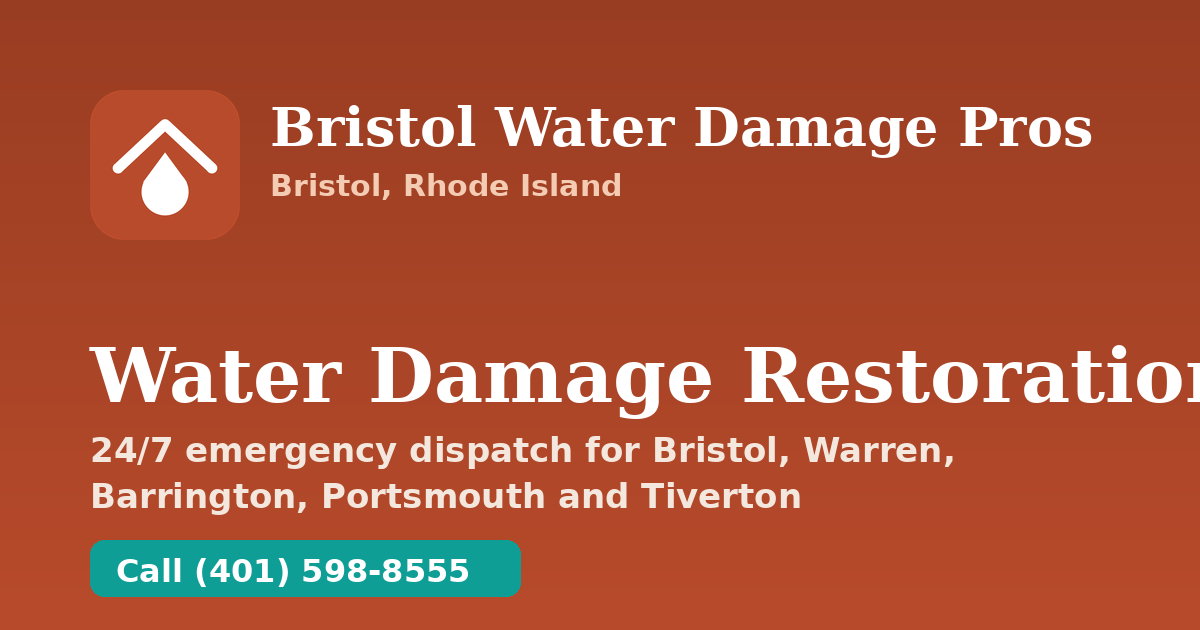 Bristol Water Damage Pros
Bristol, Rhode Island
Water Damage Restoration
24/7 emergency dispatch for Bristol, Warren,
Barrington, Portsmouth and Tiverton
Call (401) 598-8555